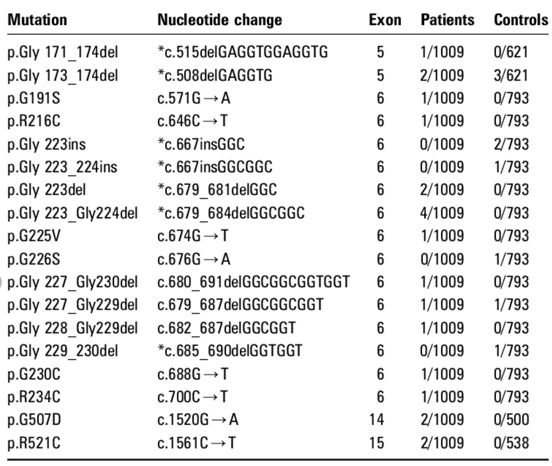 Mutation Nucleotide change Exon Patients Controls
p.Gly 171_174del *c.515delGAGGTGGAGGTG 5 1/1009 0/621
p.Gly 173_174del *c.508delGAGGTG 5 2/1009 3/621
p.G191S c.571G→A 6 1/1009 0/793
p.R216C c.646C→T 6 1/1009 0/793
p.Gly 223ins *c.667insGGC 6 0/1009 2/793
p.Gly 223_224ins *c.667insGGCGGC 6 0/1009 1/793
p.Gly 223del *c.679_681delGGC 6 2/1009 0/793
p.Gly 223_Gly224del *c.679_684delGGCGGC 6 4/1009 0/793
p.G225V c.674G→T 6 1/1009 0/793
p.G226S c.676G→A 6 0/1009 1/793
p.Gly 227_Gly230del c.680_691delGGCGGCGGTGGT 6 1/1009 0/793
p.Gly 227_Gly229del c.679_687delGGCGGCGGT 6 1/1009 1/793
p.Gly 228_Gly229del c.682_687delGGCGGT 6 1/1009 0/793
p.Gly 229_230del *c.685_690delGGTGGT 6 0/1009 1/793
p.G230C c.688G→T 6 1/1009 0/793
p.R234C c.700C→T 6 1/1009 0/793
p.G507D c.1520G→A 14 2/1009 0/500
p.R521C c.1561C→T 15 2/1009 0/538